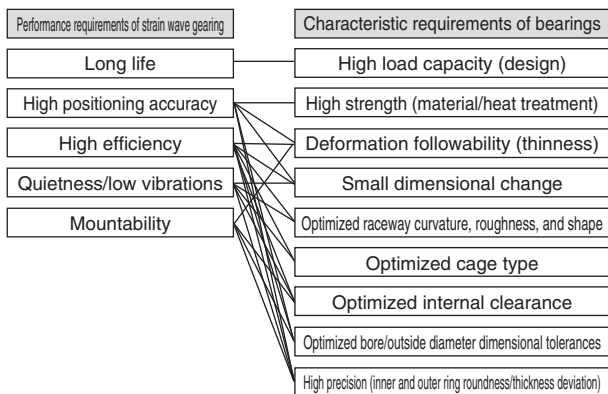 Performance requirements of strain wave gearing
Long life
High positioning accuracy
High efficiency
Quietness/low vibrations
Mountability
Characteristic requirements of bearings
High load capacity (design)
High strength (material/heat treatment)
Deformation followability (thinness)
Small dimensional change
Optimized raceway curvature, roughness, and shape
Optimized cage type
Optimized internal clearance
Optimized bore/outside diameter dimensional tolerances
High precision (inner and outer ring roundness/thickness deviation)